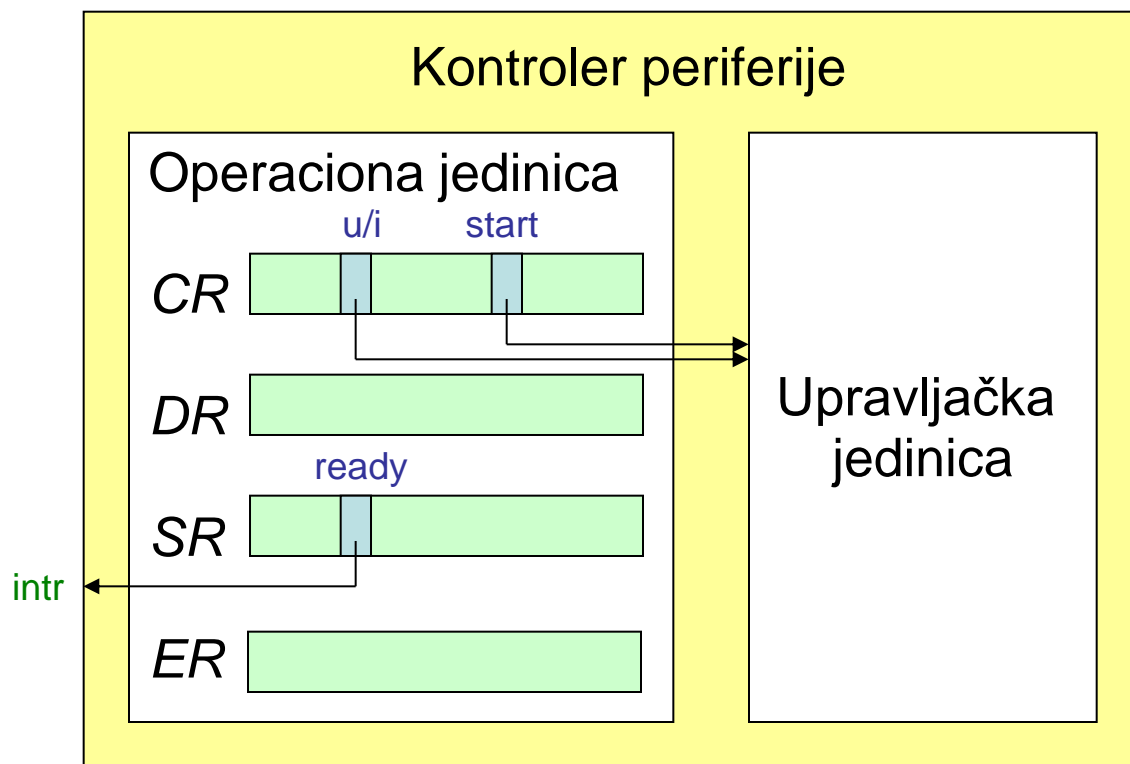 Kontroler periferije
Operaciona jedinica
u/i start
CR
DR
ready
SR
intr
ER
Upravljačka
jedinica